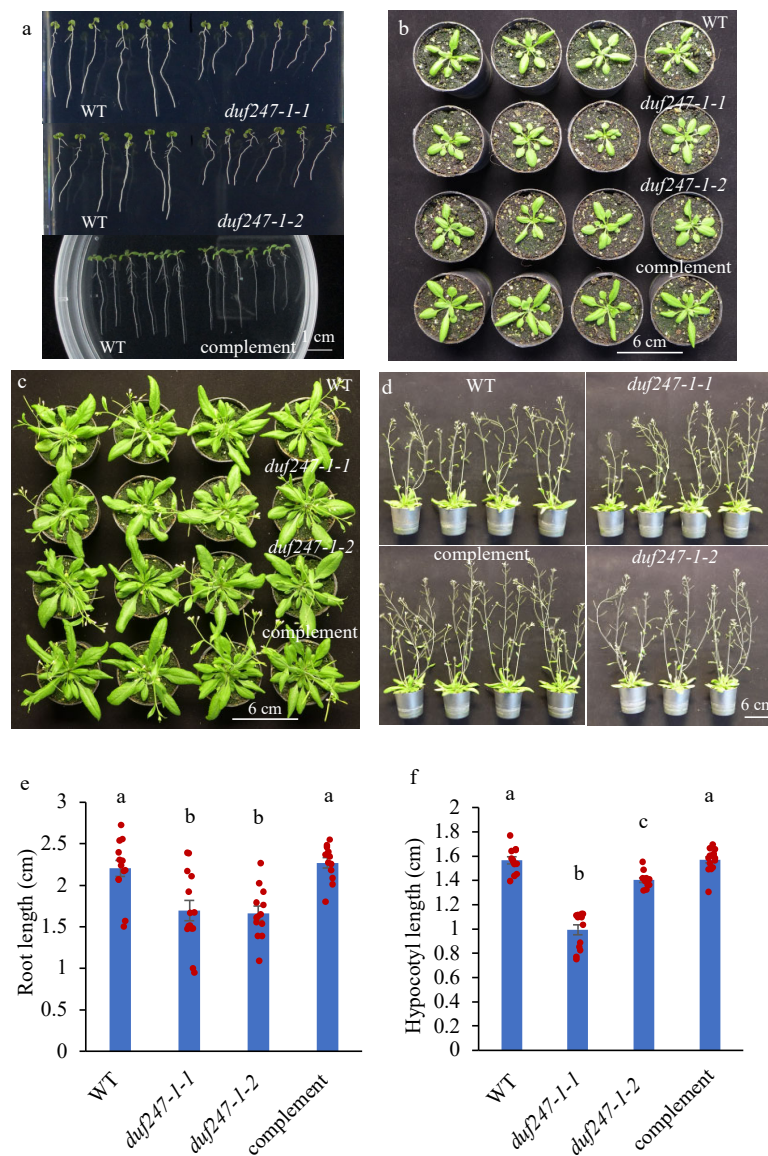 a
WT
duf247-1-1
WT
duf247-1-2
WT
complement
1 cm
b
WT
duf247-1-1
duf247-1-2
complement
6 cm
c
WT
duf247-1-1
duf247-1-2
complement
6 cm
d
WT
duf247-1-1
complement
duf247-1-2
6 cm
e
Root length (cm)
3
2.5
2
1.5
1
0.5
0
a
b
b
a
WT
duf247-1-1
duf247-1-2
complement
f
Hypocotyl length (cm)
2
1.8
1.6
1.4
1.2
1
0.8
0.6
0.4
0.2
0
a
b
c
a
WT
duf247-1-1
duf247-1-2
complement